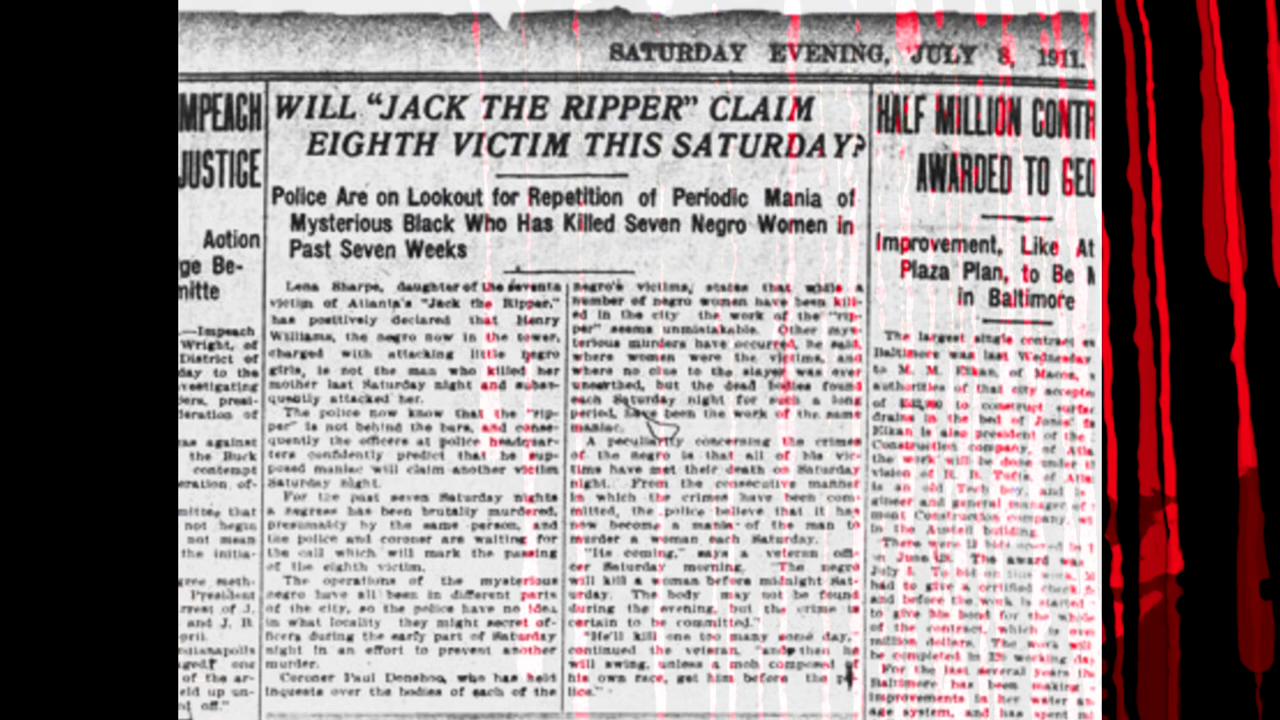 SATURDAY EVENING, JULY 8, 1911.
IMPEACH
JUSTICE
Aotion
ge Be-
mitte
—Impeach
Wright, of
District of
day to the
vestigating
ers, presi-
deration of
was against
the Buck
contempt
eration, of-
mittee that
not begin
not mean
the initia-
gree meth-
President
rrest of J.
and J. B.
april.
ndianapolis
aged, one
of the ar-
eld up un-
d off."
WILL "JACK THE RIPPER" CLAIM
EIGHTH VICTIM THIS SATURDAY?
Police Are on Lookout for Repetition of Periodic Mania of
Mysterious Black Who Has Killed Seven Negro Women in
Past Seven Weeks
Lena Sharpe, daughter of the seventh
victim of Atlanta's "Jack the Ripper,"
has positively declared that Henry
Williams, the negro now in the tower,
charged with attacking little negro
girls, is not the man who killed her
mother last Saturday night and subse-
quently attacked her.
The police now know that the "rip-
per" is not behind the bars, and conse-
quently the officers at police headquar-
ters confidently predict that he sup-
posed maniac will claim another victim
Saturday night.
For the past seven Saturday nights
negress has been brutally murdered,
presumably by the same person, and
the police and coroner are waiting for
the call which will mark the passing
of the eighth victim.
The operations of the mysterious
negro have all been in different parts
of the city, so the police have no idea
in what locality they might secret of-
ficers during the early part of Saturday
night in an effort to prevent another
murder.
Coroner Paul Donehoo, who has held
inquests over the bodies of each of the
negro's victims, states that while a
number of negro women have been kill-
ed in the city the work of the "rip-
per" seems unmistakable. Other mys-
terious murders have occurred, he said,
where women were the victims, and
where no clue to the slayer was ever
unearthed, but the dead bodies found
each Saturday night for such a long
period, have been the work of the same
maniac.
A peculiarity concerning the crimes
of the negro is that all of his vic-
tims have met their death on Saturday
night. From the consecutive manner
in which the crimes have been com-
mitted, the police believe that it has
now become a mania of the man to
murder a woman each Saturday.
"Its coming," says a veteran offi-
cer Saturday morning. "The negro
will kill a woman before midnight Sat-
urday. The body may not be found
during the evening, but the crime is
certain to be committed."
"He'll kill one too many some day,"
continued the veteran, "and then he
will swing, unless a mob composed of
his own race, get him before the po-
lice."
HALF MILLION CONTR
AWARDED TO GEO
Improvement, Like At
Plaza Plan, to Be M
in Baltimore
The largest single contract
Baltimore was last Wednesday
to M. M. Elkan, of Macon,
authorities of that city accepte
of to construct surfac
drains in the bed of Jones'
Elkan is also president of the
Construction company, of Atla
the work will be done under
vision of R. B. Tufts, of Atla
is an old Tech boy, and is
gineer and general manager of
ment Construction company,
in the Austell building.
There were 12 bids opened in
on June The award was
July 5. To bid on this work,
had to give a certified check
and before the work is started
to give his bond for the whole
of the contract, which is over
million dollars. The work will
be completed in working da
For the last several years the
Baltimore has been making
improvements in her water an
age system, and has spent